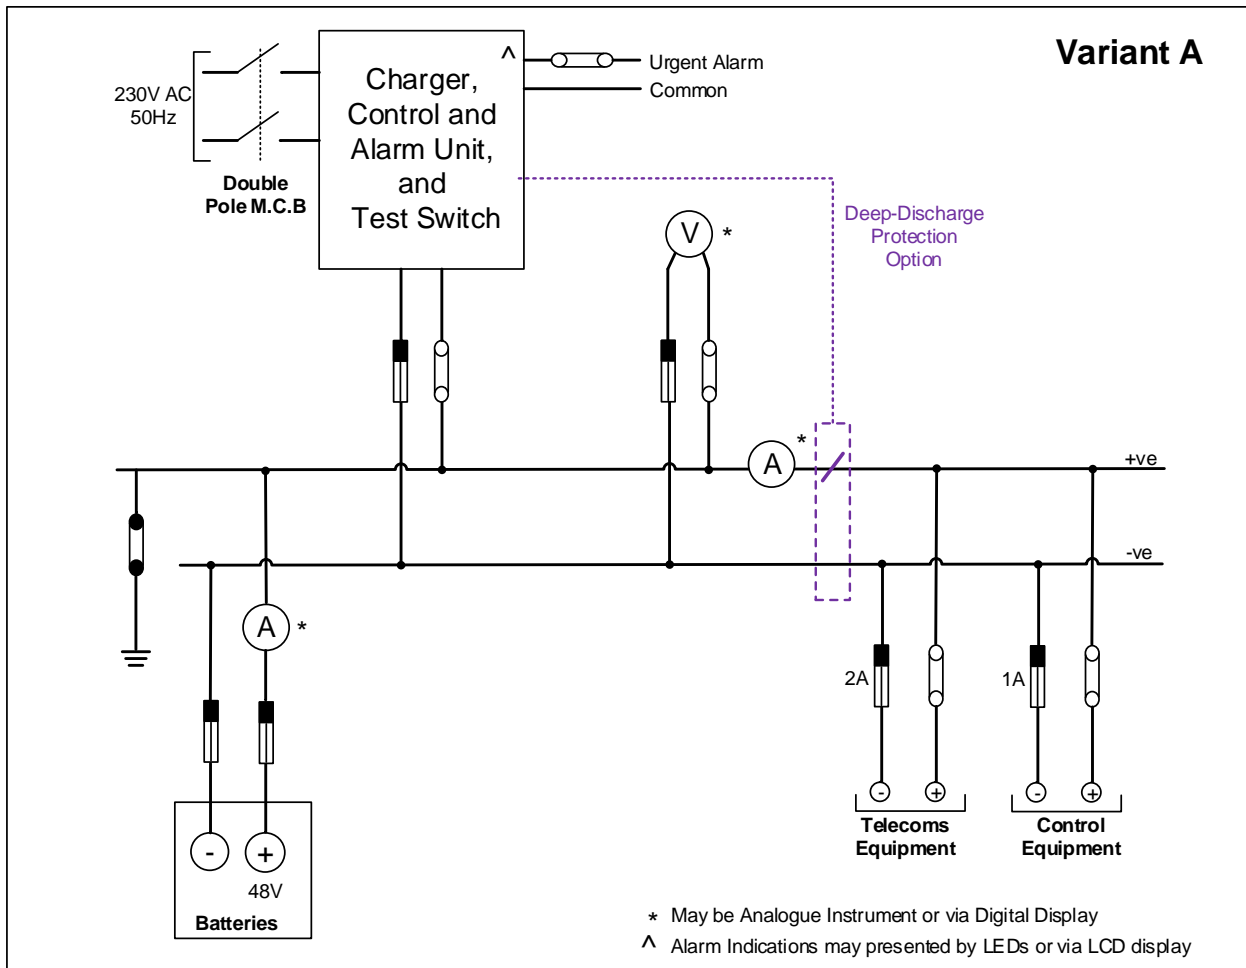 Variant A
230V AC
50Hz
Double
Pole M.C.B
Charger,
Control and
Alarm Unit,
and
Test Switch
^
Urgent Alarm
Common
V
*
Deep-Discharge
Protection
Option
A
*
+ve
-ve
A
*
2A
1A
-
+
-
+
Telecoms
Equipment
Control
Equipment
-
+
48V
Batteries
* May be Analogue Instrument or via Digital Display
^ Alarm Indications may presented by LEDs or via LCD display